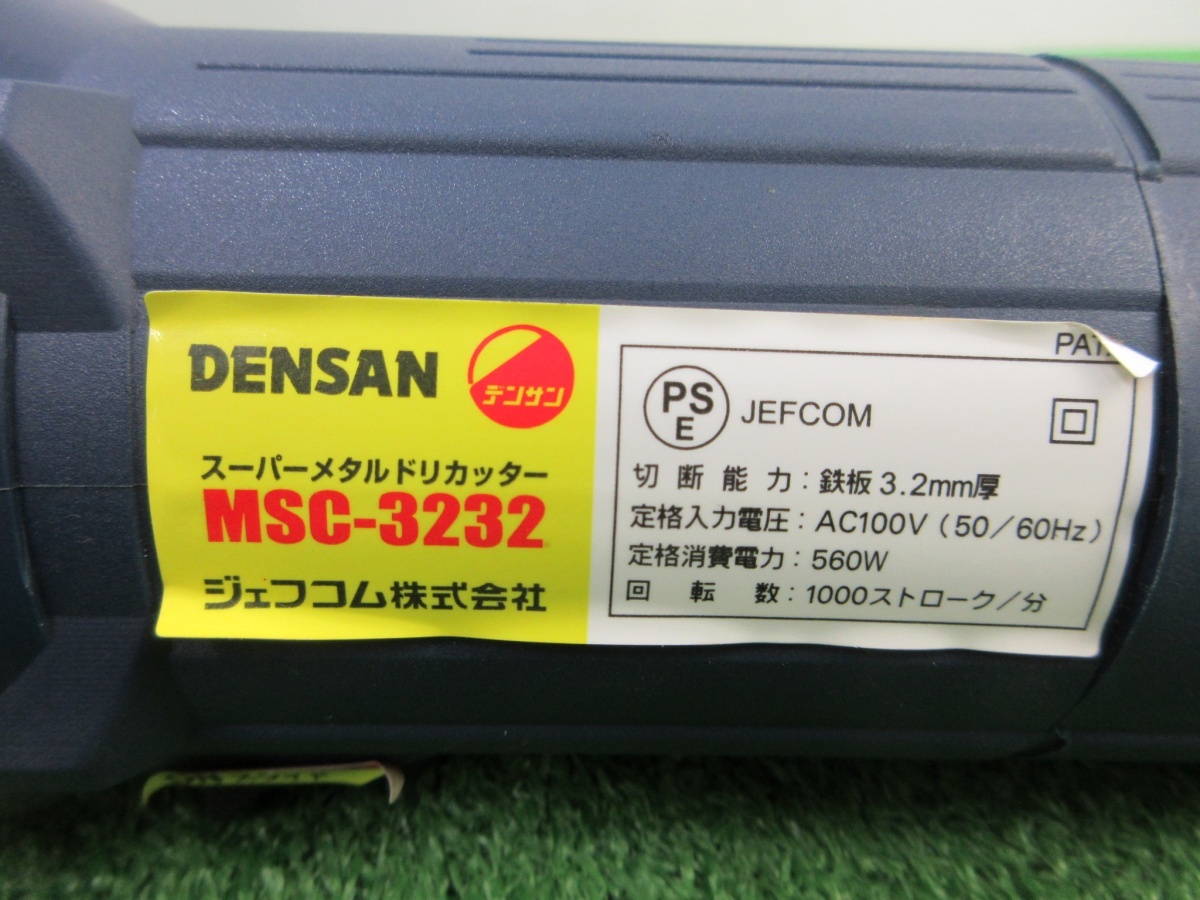 DENSAN
デンサン
スーパーメタルドリカッター
MSC-3232
ジェフコム株式会社
PAT.
PSE JEFCOM
切断能力：鉄板3.2mm厚
定格入力電圧：AC100V（50／60Hz）
定格消費電力：560W
回転数：1000ストローク／分